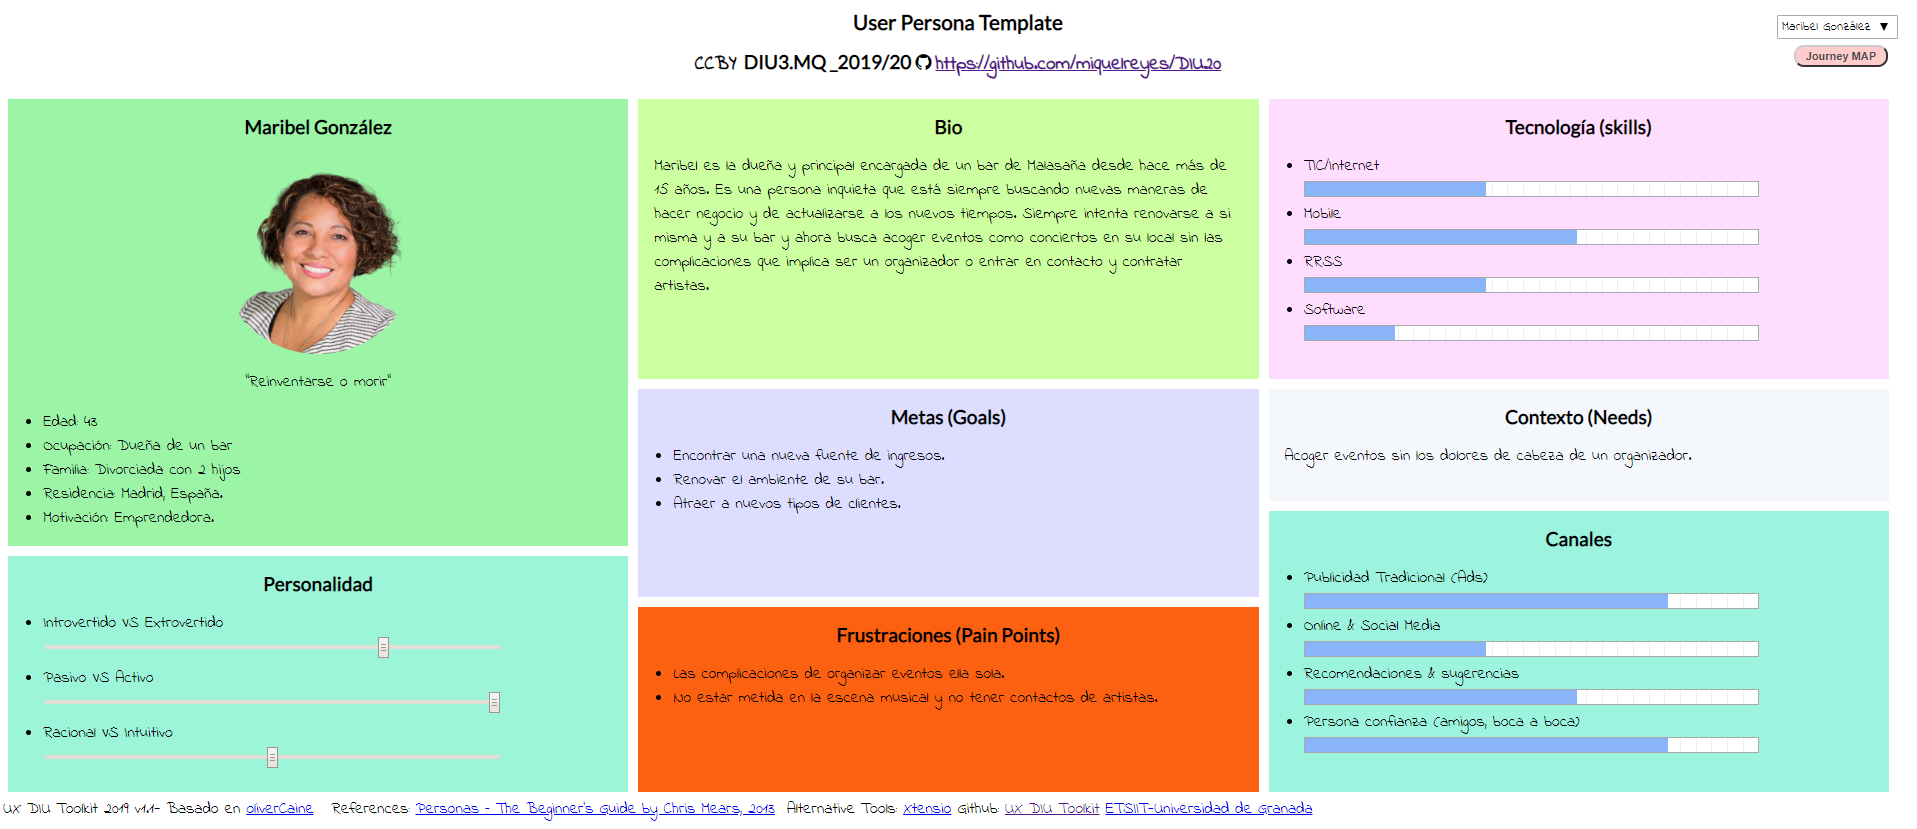 User Persona Template
Maribel González ▼
CCBY DIU3.MQ_2019/20 https://github.com/miquelreyes/DIU20
Journey MAP
Maribel González
"Reinventarse o morir"
• Edad: 43
• Ocupación: Dueña de un bar
• Familia: Divorciada con 2 hijos
• Residencia: Madrid, España.
• Motivación: Emprendedora.
Personalidad
• Introvertido VS Extrovertido
• Pasivo VS Activo
• Racional VS Intuitivo
Bio
Maribel es la dueña y principal encargada de un bar de Malasaña desde hace más de
15 años. Es una persona inquieta que está siempre buscando nuevas maneras de
hacer negocio y de actualizarse a los nuevos tiempos. Siempre intenta renovarse a si
misma y a su bar y ahora busca acoger eventos como conciertos en su local sin las
complicaciones que implica ser un organizador o entrar en contacto y contratar
artistas.
Metas (Goals)
• Encontrar una nueva fuente de ingresos.
• Renovar el ambiente de su bar.
• Atraer a nuevos tipos de clientes.
Frustraciones (Pain Points)
• Las complicaciones de organizar eventos ella sola.
• No estar metida en la escena musical y no tener contactos de artistas.
Tecnología (skills)
• TIC/Internet
• Mobile
• RRSS
• Software
Contexto (Needs)
Acoger eventos sin los dolores de cabeza de un organizador.
Canales
• Publicidad Tradicional (Ads)
• Online & Social Media
• Recomendaciones & sugerencias
• Persona confianza (amigos, boca a boca)
UX DIU Toolkit 2019 v1.1- Basado en oliverCaine References: Personas - The Beginner's Guide by Chris Mears, 2013 Alternative Tools: Xtensio Github: UX DIU Toolkit ETSIIT-Universidad de Granada